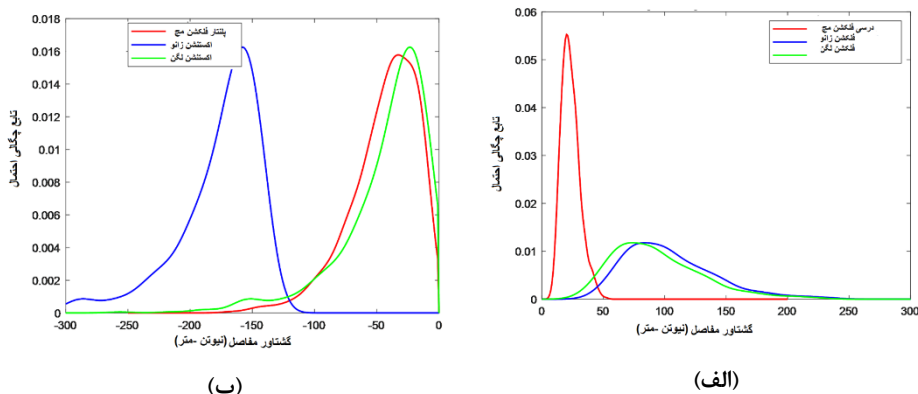 پلنتار فلکشن مچ
اکستنشن زانو
اکستنشن لگن
0.018
0.016
0.014
0.012
0.01
0.008
0.006
0.004
0.002
0
-300 -250 -200 -150 -100 -50 0
تابع چگالی احتمال
گشتاور مفاصل (نیوتن -متر)
(ب)
درسی فلکشن مچ
فلکشن زانو
فلکشن لگن
0.06
0.05
0.04
0.03
0.02
0.01
0
0 50 100 150 200 250 300
تابع چگالی احتمال
گشتاور مفاصل (نیوتن -متر)
(الف)